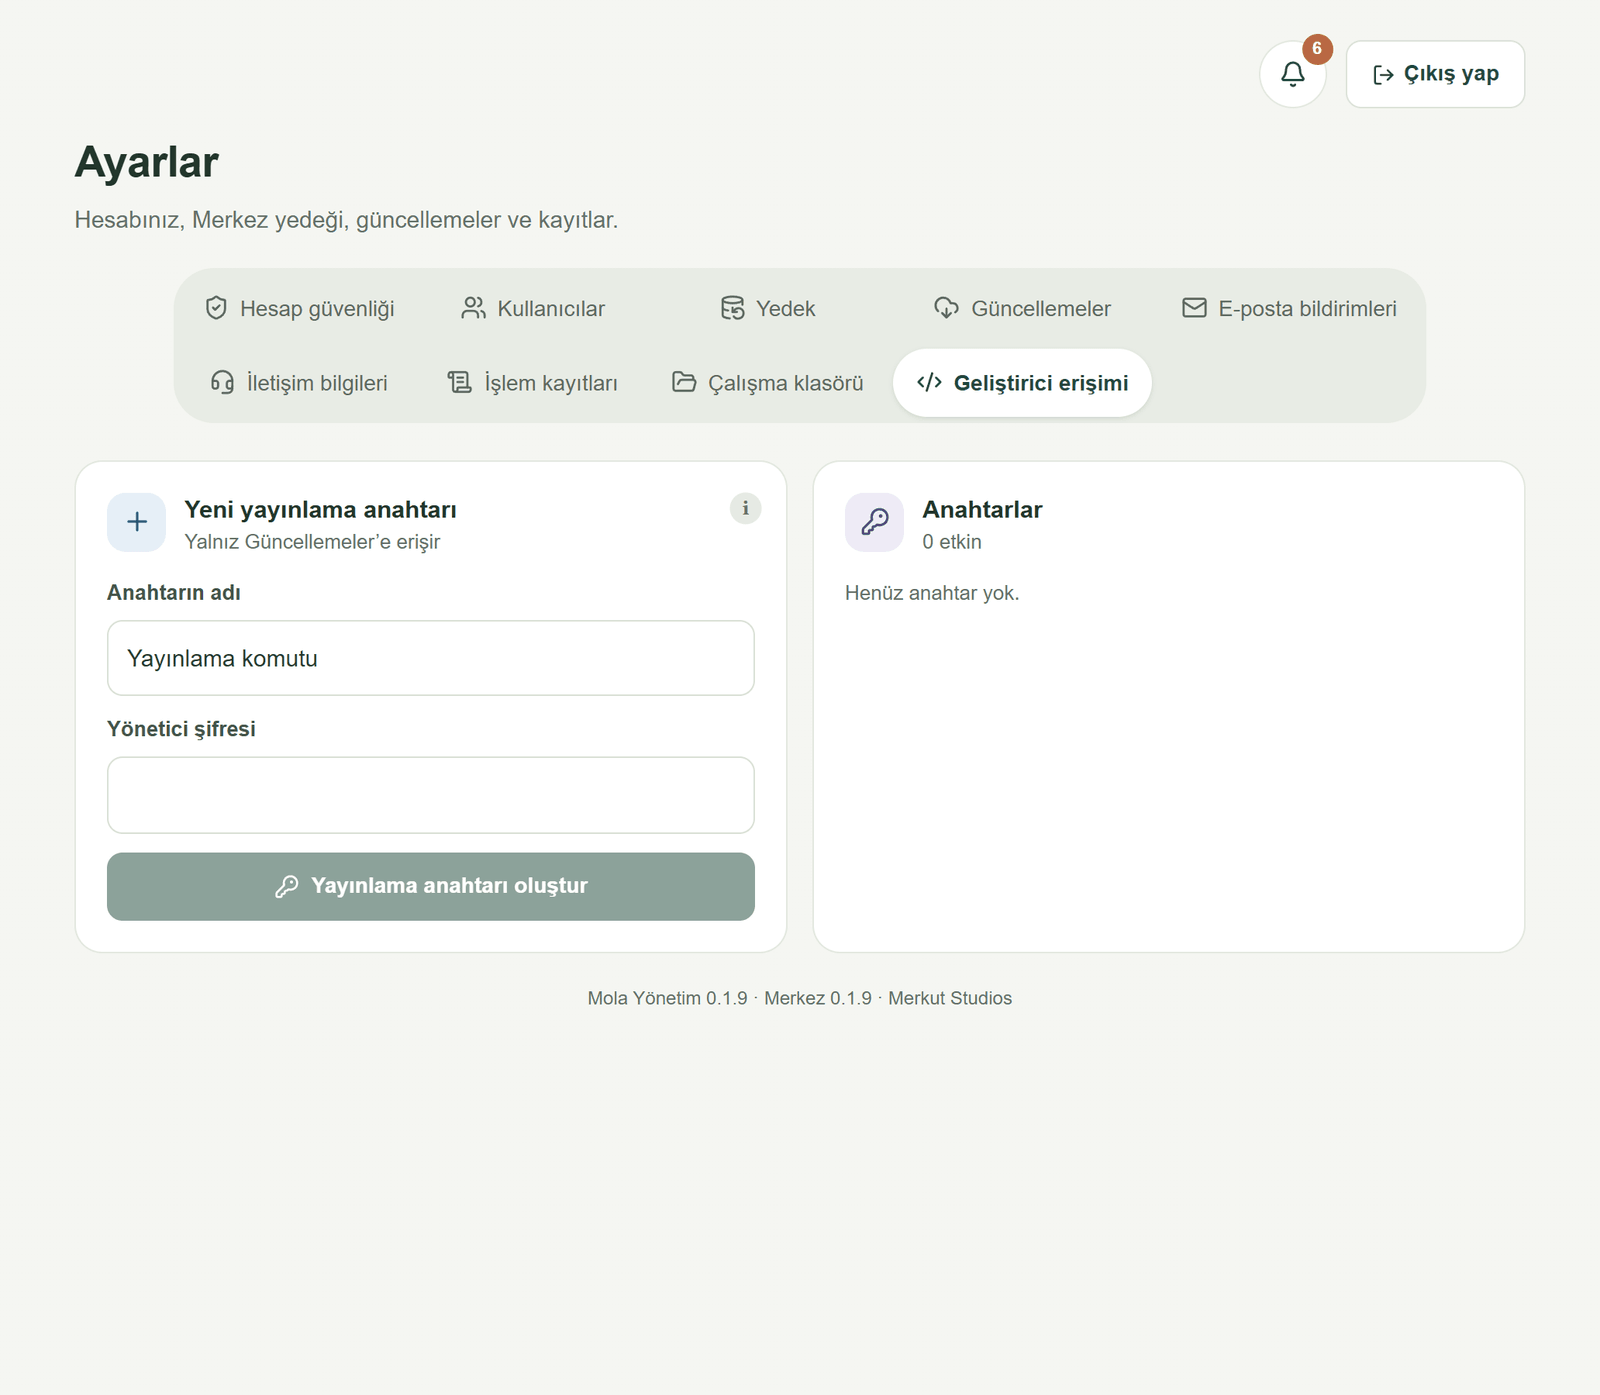 6
Çıkış yap
Ayarlar
Hesabınız, Merkez yedeği, güncellemeler ve kayıtlar.
Hesap güvenliği
Kullanıcılar
Yedek
Güncellemeler
E-posta bildirimleri
İletişim bilgileri
İşlem kayıtları
Çalışma klasörü
Geliştirici erişimi
Yeni yayınlama anahtarı
i
Yalnız Güncellemeler’e erişir
Anahtarın adı
Yayınlama komutu
Yönetici şifresi
Yayınlama anahtarı oluştur
Anahtarlar
0 etkin
Henüz anahtar yok.
Mola Yönetim 0.1.9 · Merkez 0.1.9 · Merkut Studios